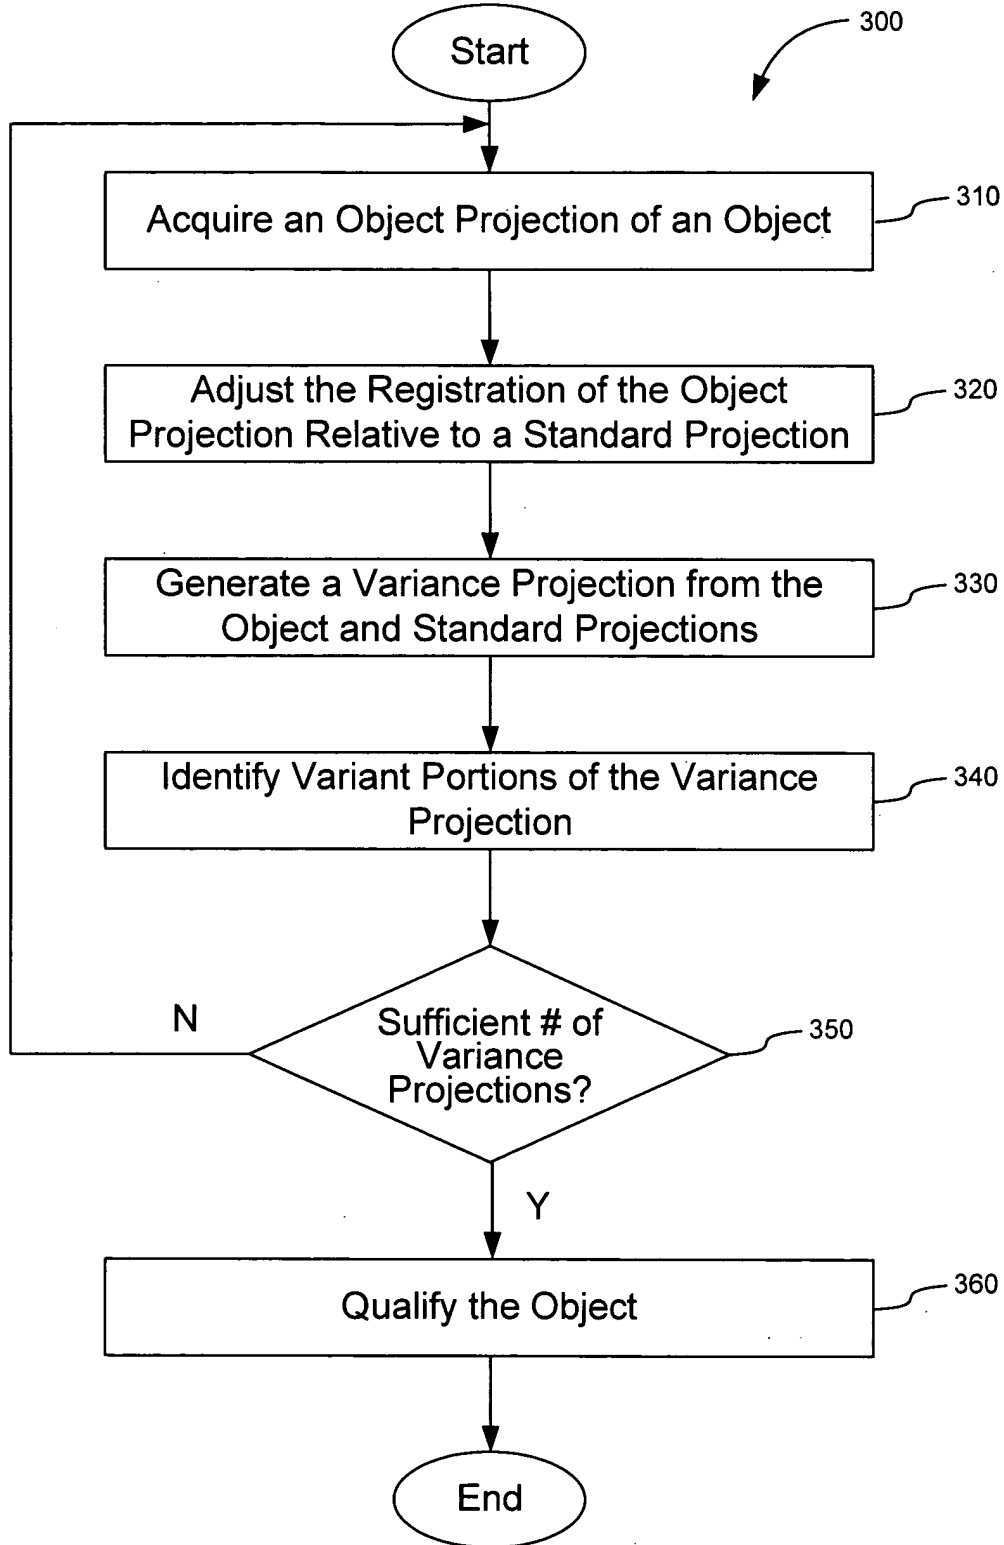 Start
300
Acquire an Object Projection of an Object
310
Adjust the Registration of the Object
Projection Relative to a Standard Projection
320
Generate a Variance Projection from the
Object and Standard Projections
330
Identify Variant Portions of the Variance
Projection
340
N
Sufficient # of
Variance
Projections?
350
Y
Qualify the Object
360
End